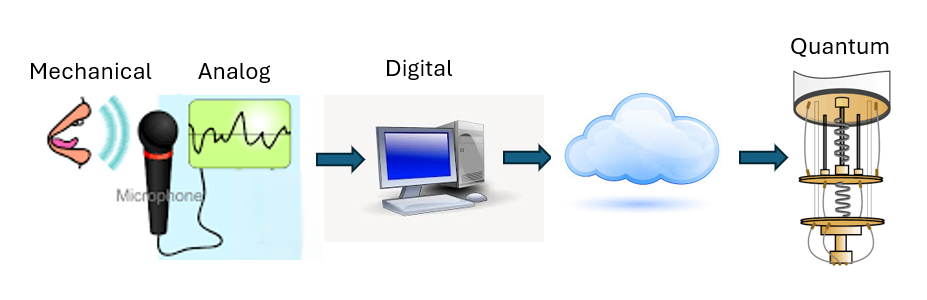 Mechanical
Analog
Digital
Quantum
Microphone